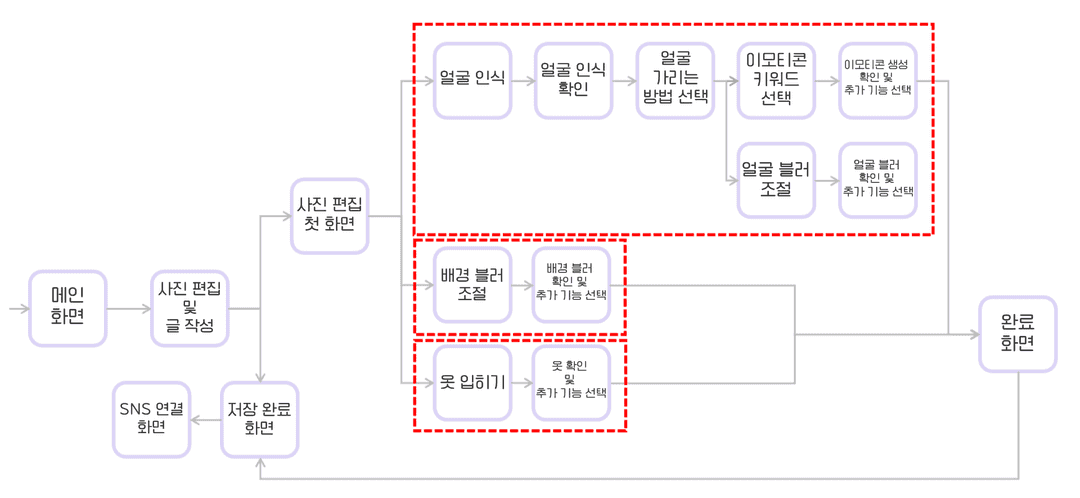 메인
화면
사진 편집
및
글 작성
사진 편집
첫 화면
얼굴 인식
얼굴 인식
확인
얼굴
가리는
방법 선택
이모티콘
키워드
선택
이모티콘 생성
확인 및
추가 기능 선택
얼굴 블러
조절
얼굴 블러
확인 및
추가 기능 선택
배경 블러
조절
배경 블러
확인 및
추가 기능 선택
옷 입히기
옷 확인
및
추가 기능 선택
완료
화면
저장 완료
화면
SNS 연결
화면